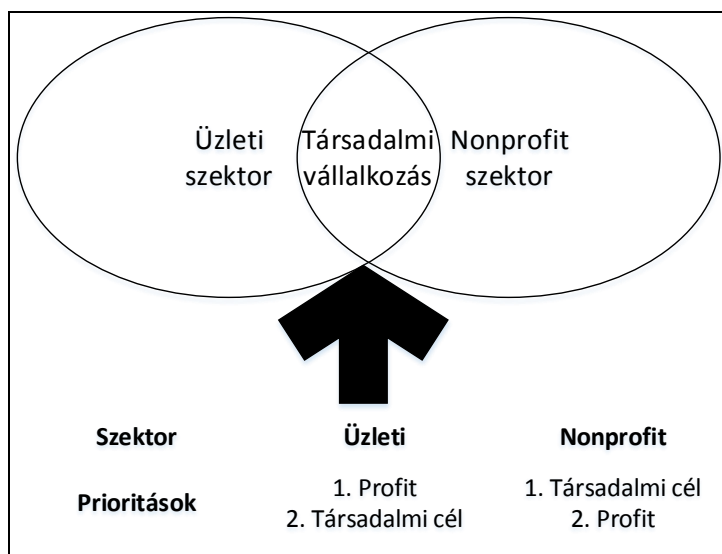 Üzleti
szektor
Társadalmi
vállalkozás
Nonprofit
szektor
Szektor Üzleti Nonprofit
Prioritások
1. Profit
2. Társadalmi cél
1. Társadalmi cél
2. Profit